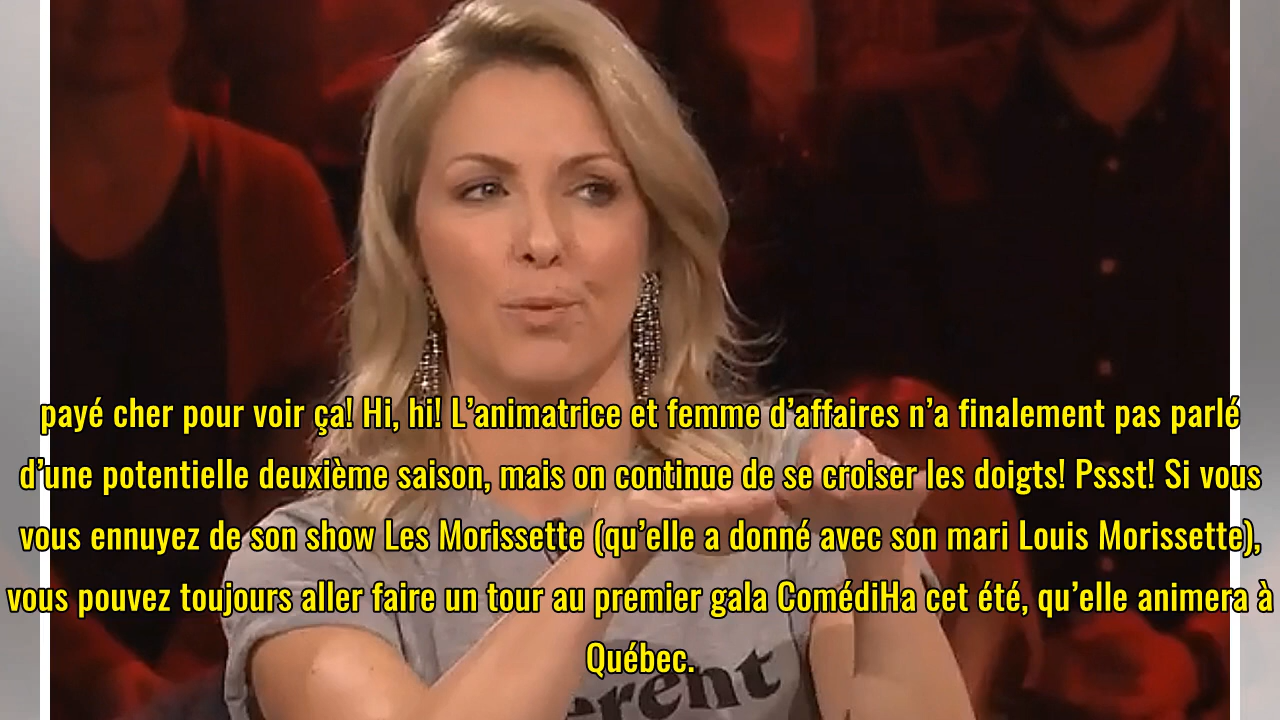 payé cher pour voir ça! Hi, hi! L’animatrice et femme d’affaires n’a finalement pas parlé
d’une potentielle deuxième saison, mais on continue de se croiser les doigts! Pssst! Si vous
vous ennuyez de son show Les Morissette (qu’elle a donné avec son mari Louis Morissette),
vous pouvez toujours aller faire un tour au premier gala ComédiHa cet été, qu’elle animera à
Québec.